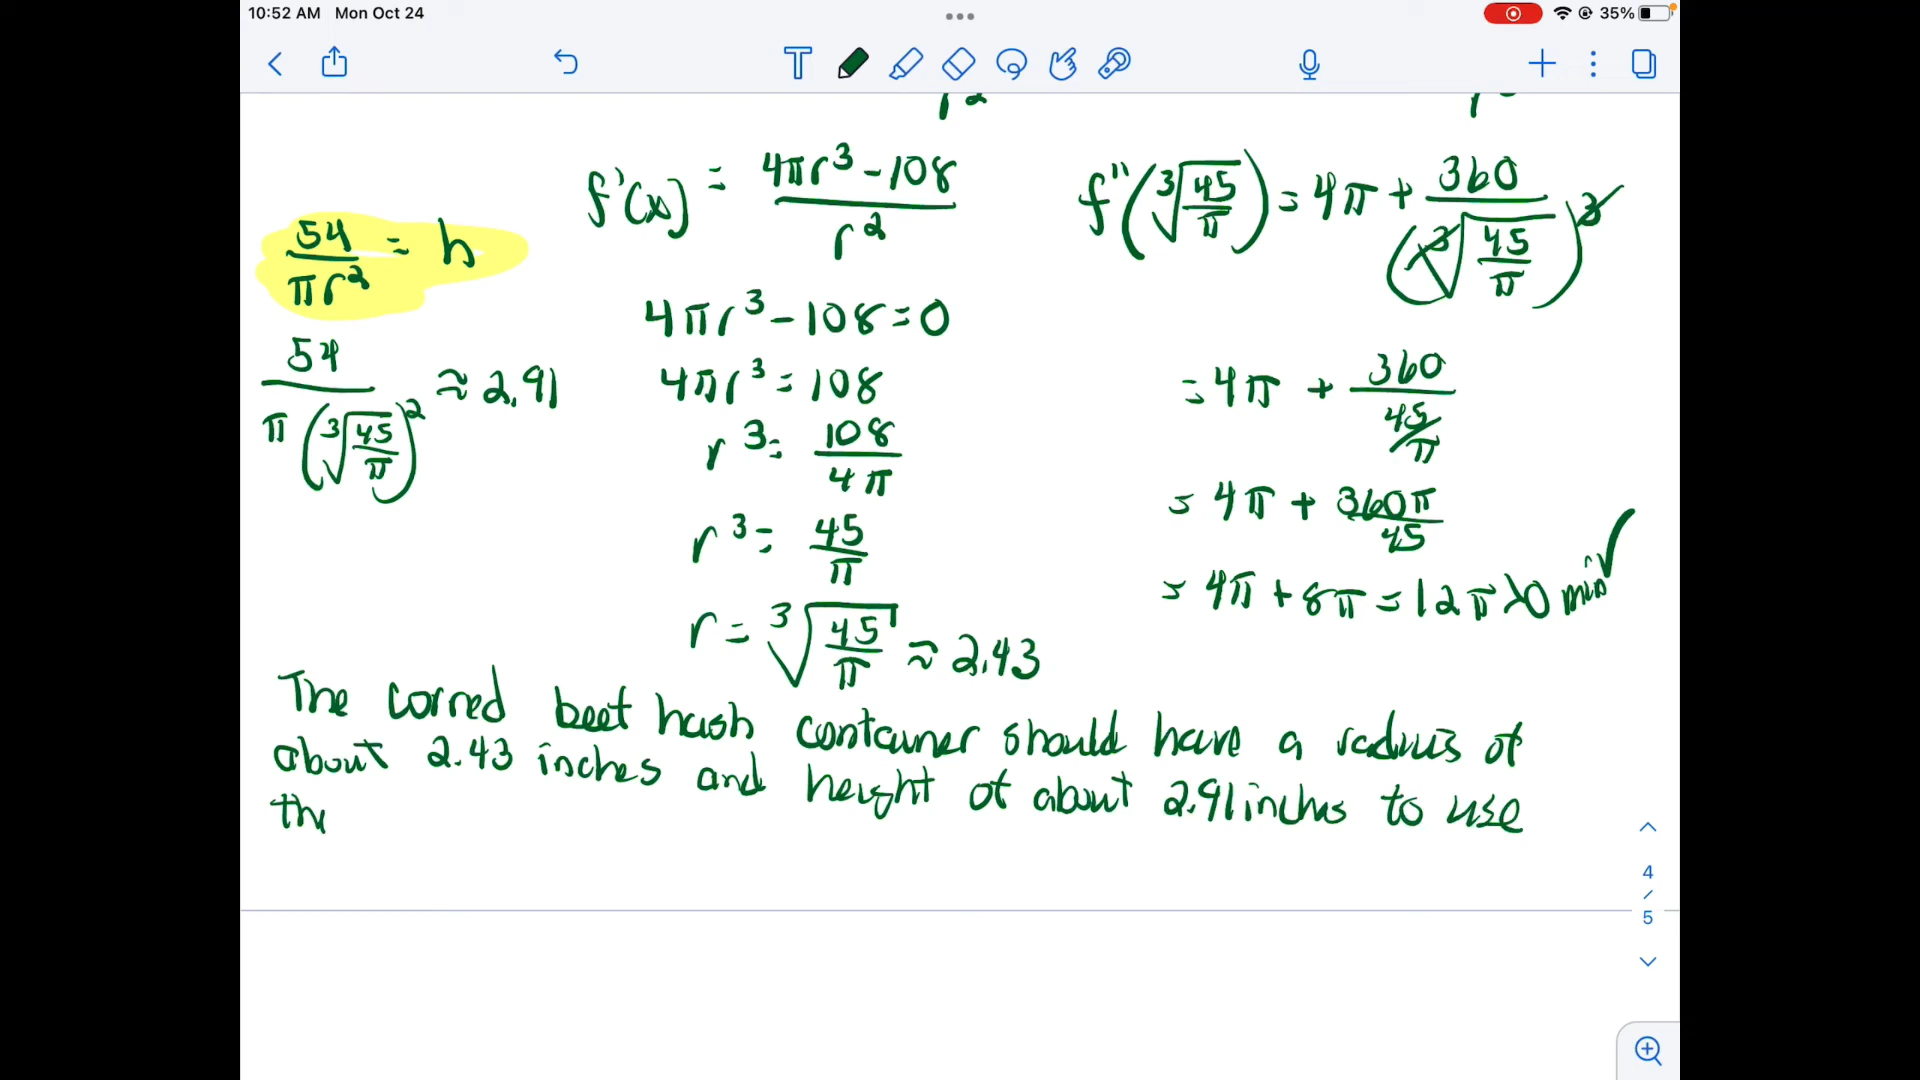 10:52 AM Mon Oct 24
35%
T
r²
f'(x) = (4πr³ - 108)/r²
f''(∛(45/π)) = 4π + 360/(∛(45/π))³
54/(πr²) = h
4πr³ - 108 = 0
54/(π(∛(45/π))²) ≈ 2.91
4πr³ = 108
= 4π + 360/(45/π)
r³ = 108/(4π)
= 4π + 360π/45
r³ = 45/π
= 4π + 8π = 12π > 0 min ✓
r = ∛(45/π) ≈ 2.43
The corned beef hash container should have a radius of
about 2.43 inches and height of about 2.91 inches to use
the
4
/
5